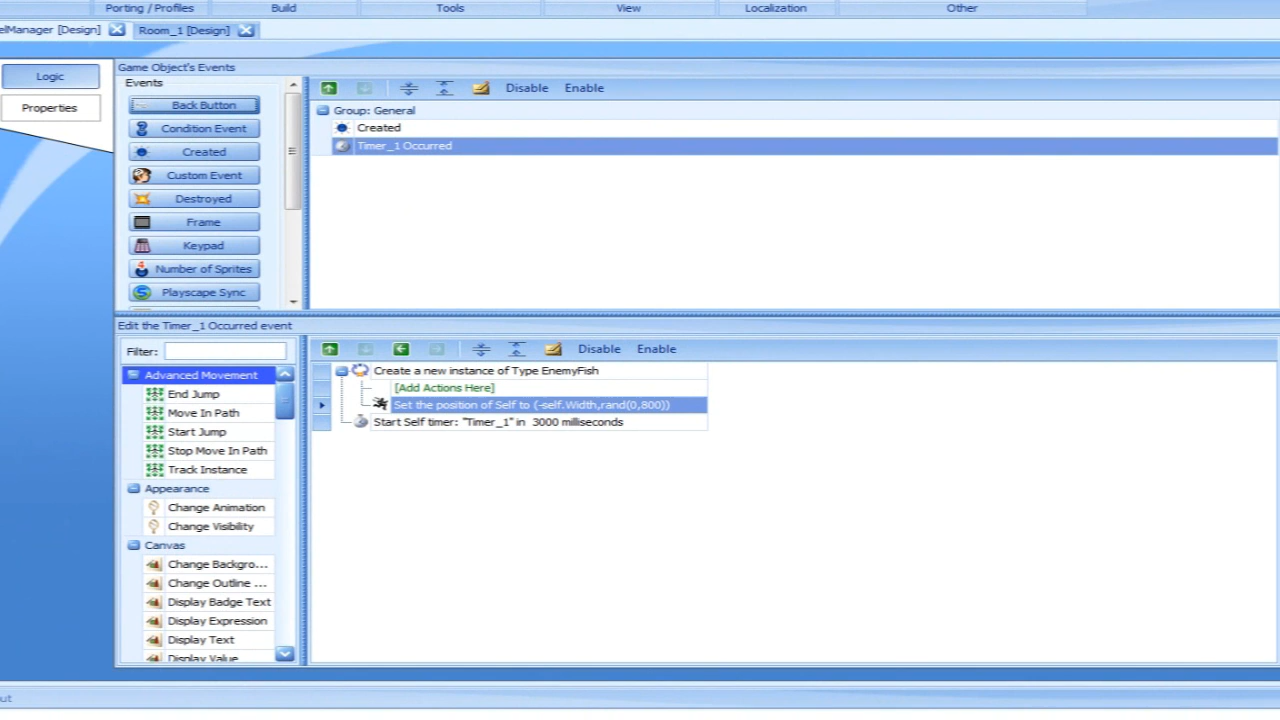 Porting / Profiles Build Tools View Localization Other
elManager [Design] Room_1 [Design]
Logic
Properties
Game Object's Events
Events
Back Button
Condition Event
Created
Custom Event
Destroyed
Frame
Keypad
Number of Sprites
Playscape Sync
Disable Enable
Group: General
Created
Timer_1 Occurred
Edit the Timer_1 Occurred event
Filter:
Advanced Movement
End Jump
Move In Path
Start Jump
Stop Move In Path
Track Instance
Appearance
Change Animation
Change Visibility
Canvas
Change Backgro...
Change Outline ...
Display Badge Text
Display Expression
Display Text
Display Value
Disable Enable
Create a new instance of Type EnemyFish
[Add Actions Here]
Set the position of Self to (-self.Width,rand(0,800))
Start Self timer: "Timer_1" in 3000 milliseconds
ut